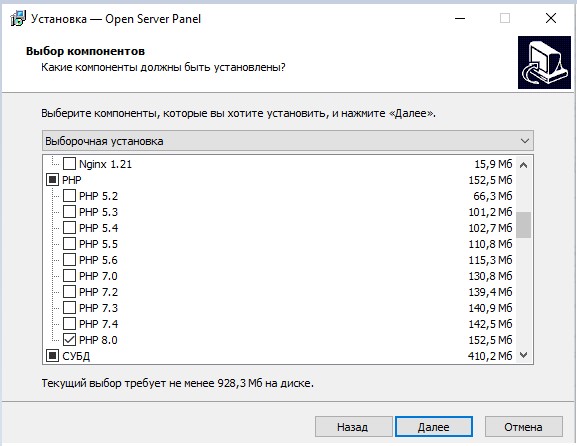 Установка — Open Server Panel
Выбор компонентов
Какие компоненты должны быть установлены?
Выберите компоненты, которые вы хотите установить, и нажмите «Далее».
Выборочная установка
Nginx 1.21 15,9 Мб
PHP 152,5 Мб
PHP 5.2 66,3 Мб
PHP 5.3 101,2 Мб
PHP 5.4 102,7 Мб
PHP 5.5 110,8 Мб
PHP 5.6 115,3 Мб
PHP 7.0 130,8 Мб
PHP 7.2 139,4 Мб
PHP 7.3 140,9 Мб
PHP 7.4 142,5 Мб
PHP 8.0 152,5 Мб
СУБД 410,2 Мб
Текущий выбор требует не менее 928,3 Мб на диске.
Назад Далее Отмена